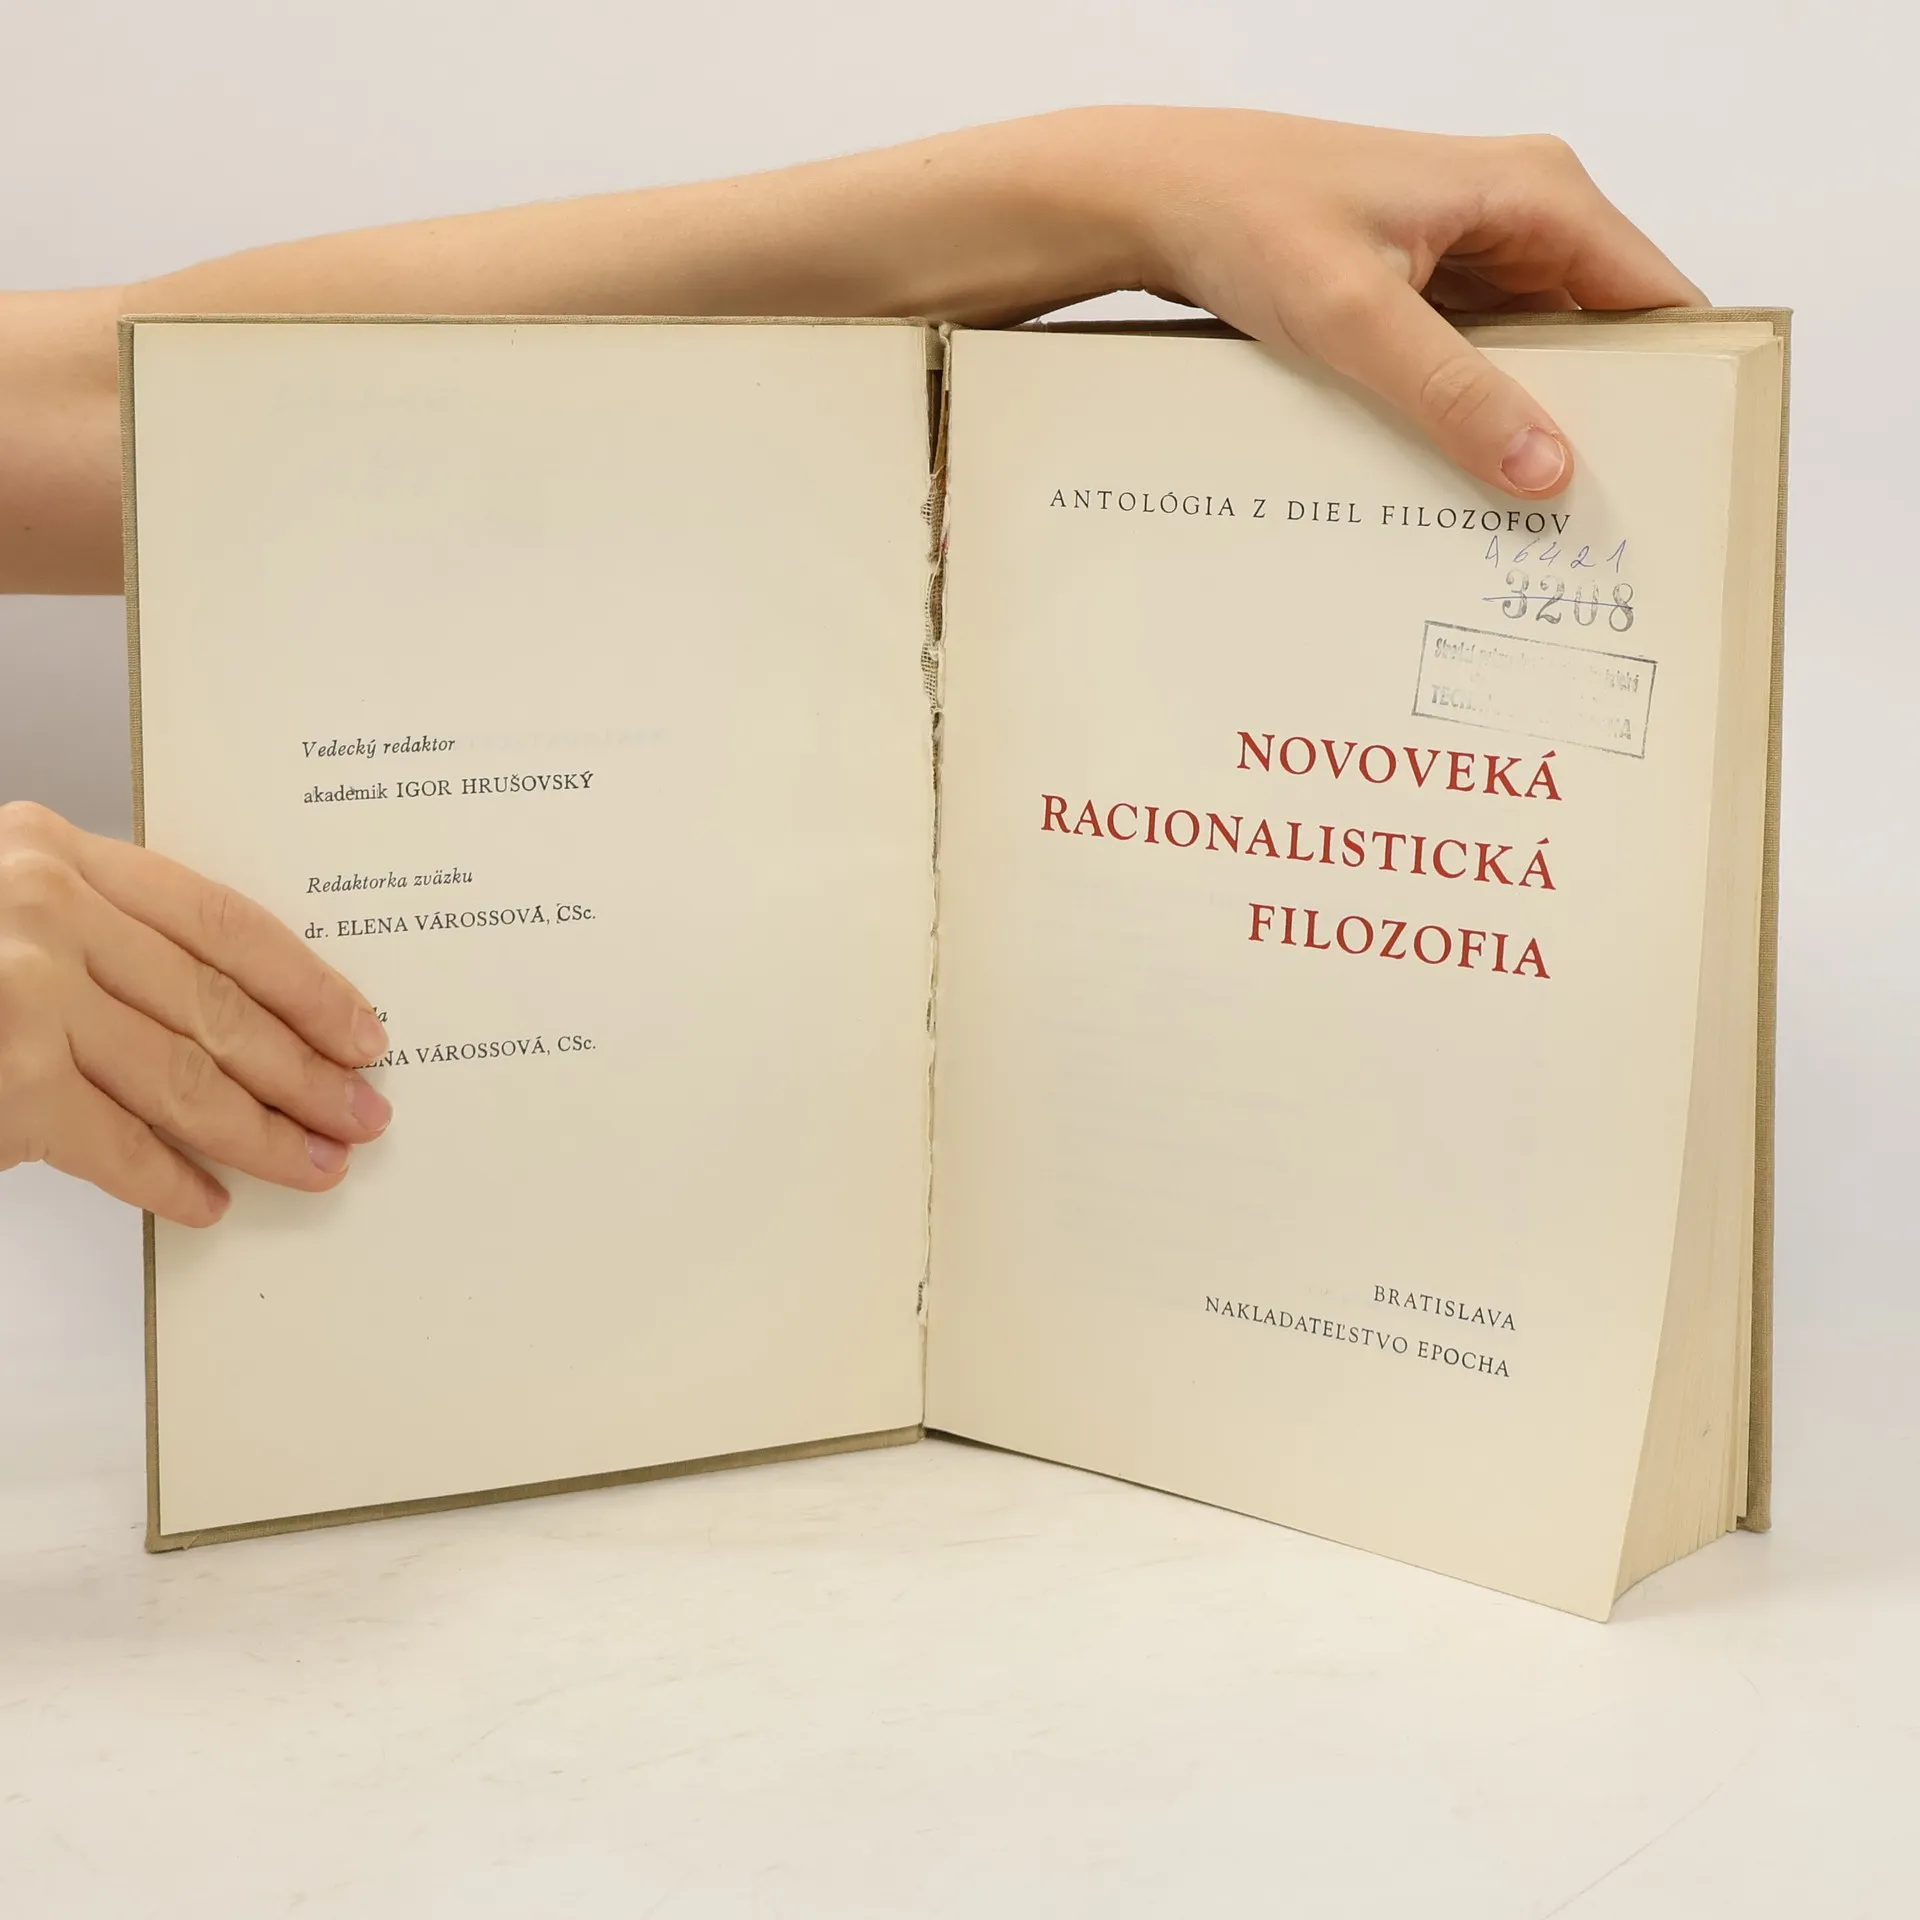 Vedecký redaktor
akademik IGOR HRUŠOVSKÝ
Redaktorka zväzku
dr. ELENA VÁROSSOVÁ, CSc.
VÁROSSOVÁ, CSc.
ANTOLÓGIA Z DIEL FILOZOFOV
A6421
3208
NOVOVEKÁ
RACIONALISTICKÁ
FILOZOFIA
BRATISLAVA
NAKLADATEĽSTVO EPOCHA